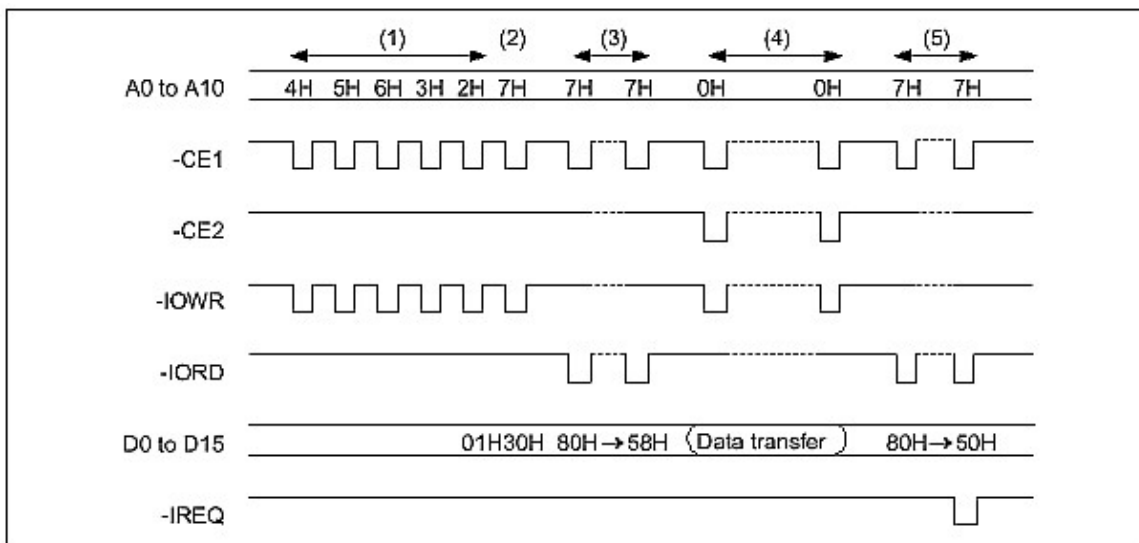 (1) (2) (3) (4) (5)
A0 to A10 4H 5H 6H 3H 2H 7H 7H 7H 0H 0H 7H 7H
-CE1
-CE2
-IOWR
-IORD
D0 to D15 01H30H 80H→58H (Data transfer) 80H→50H
-IREQ